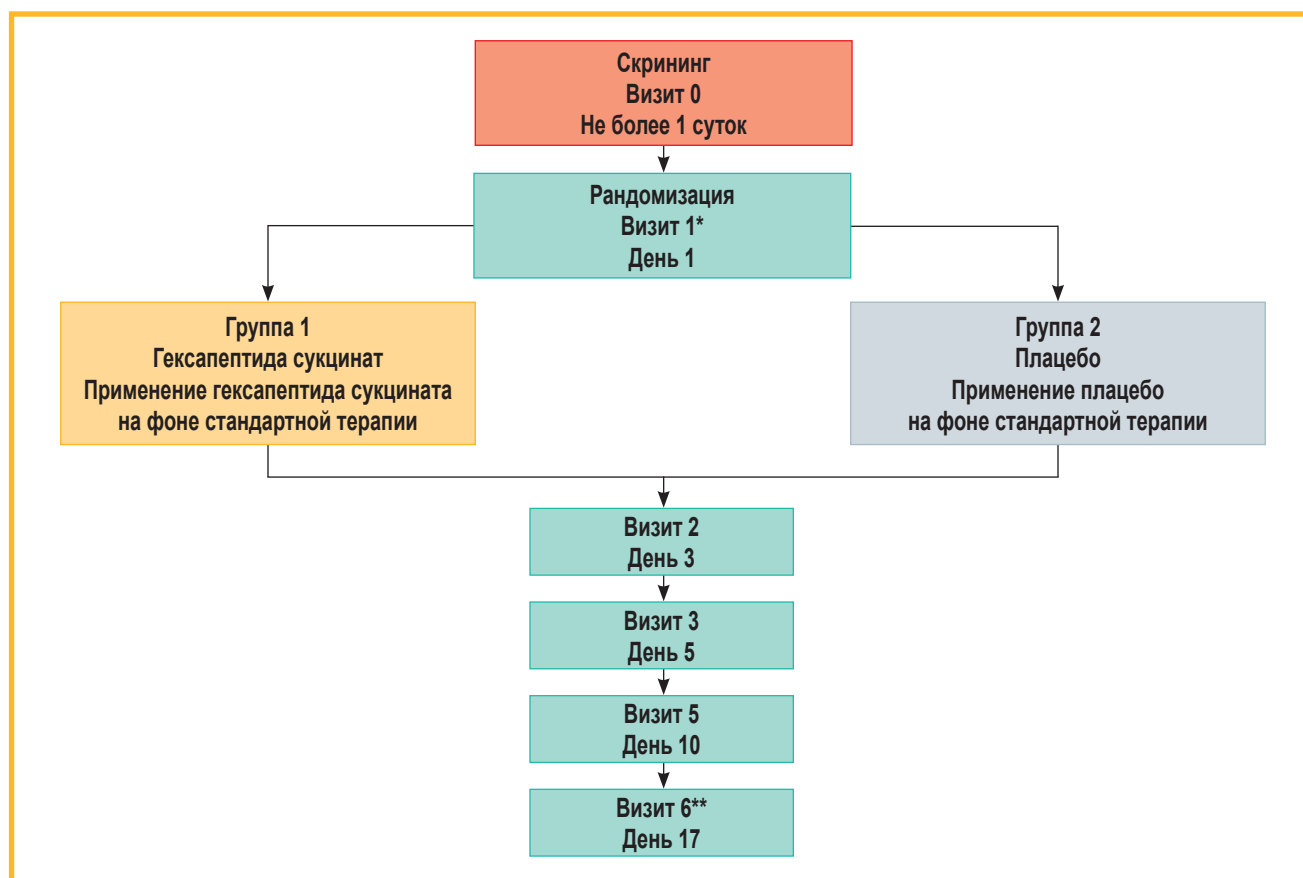 Скрининг
Визит 0
Не более 1 суток
Рандомизация
Визит 1*
День 1
Группа 1
Гексапептида сукцинат
Применение гексапептида сукцината
на фоне стандартной терапии
Группа 2
Плацебо
Применение плацебо
на фоне стандартной терапии
Визит 2
День 3
Визит 3
День 5
Визит 5
День 10
Визит 6**
День 17